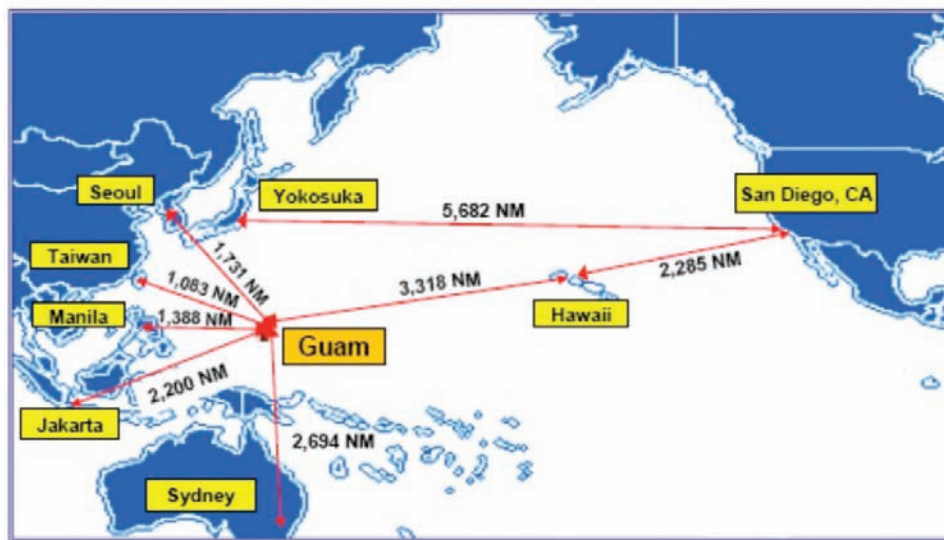 Seoul
Yokosuka
San Diego, CA
5,682 NM
Taiwan
1,731 NM
1,083 NM
3,318 NM
2,285 NM
Manila
1,388 NM
Hawaii
Guam
2,200 NM
Jakarta
2,694 NM
Sydney